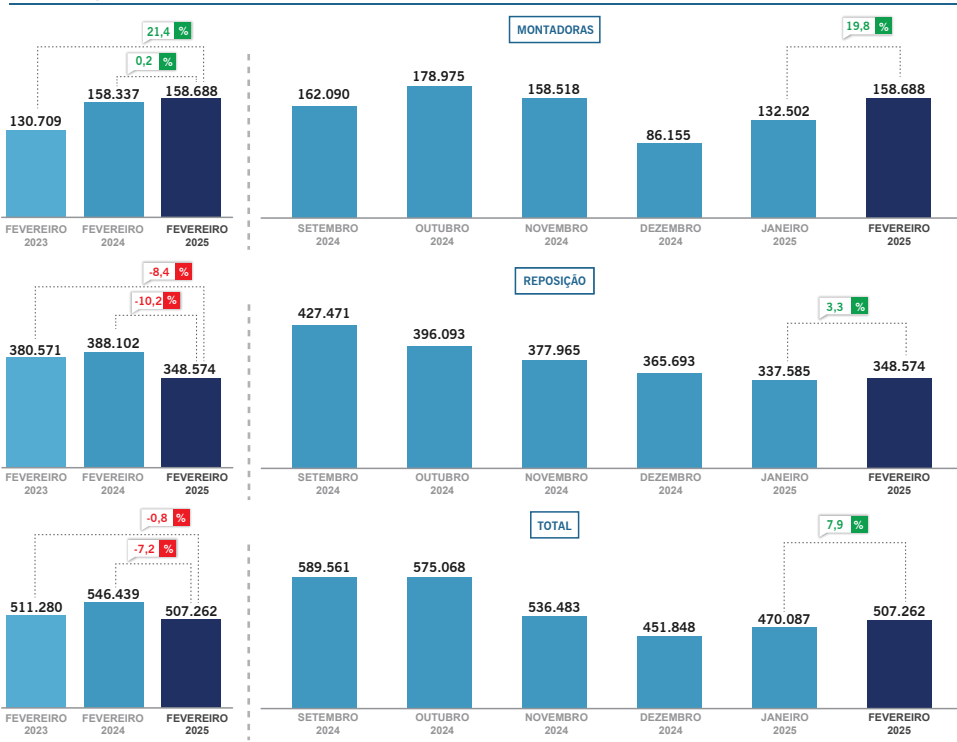 MONTADORAS
21,4 %
0,2 %
130.709
158.337
158.688
FEVEREIRO
2023
FEVEREIRO
2024
FEVEREIRO
2025
19,8 %
162.090
178.975
158.518
86.155
132.502
158.688
SETEMBRO
2024
OUTUBRO
2024
NOVEMBRO
2024
DEZEMBRO
2024
JANEIRO
2025
FEVEREIRO
2025
REPOSIÇÃO
-8,4 %
-10,2 %
380.571
388.102
348.574
FEVEREIRO
2023
FEVEREIRO
2024
FEVEREIRO
2025
3,3 %
427.471
396.093
377.965
365.693
337.585
348.574
SETEMBRO
2024
OUTUBRO
2024
NOVEMBRO
2024
DEZEMBRO
2024
JANEIRO
2025
FEVEREIRO
2025
TOTAL
-0,8 %
-7,2 %
511.280
546.439
507.262
FEVEREIRO
2023
FEVEREIRO
2024
FEVEREIRO
2025
7,9 %
589.561
575.068
536.483
451.848
470.087
507.262
SETEMBRO
2024
OUTUBRO
2024
NOVEMBRO
2024
DEZEMBRO
2024
JANEIRO
2025
FEVEREIRO
2025